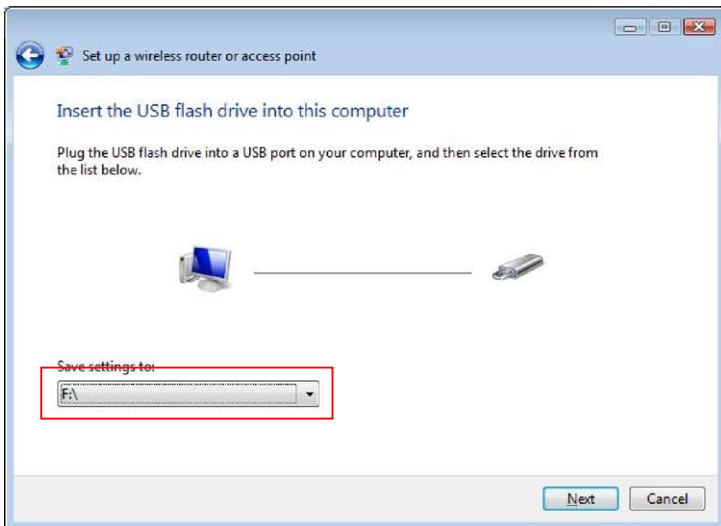 Set up a wireless router or access point
Insert the USB flash drive into this computer
Plug the USB flash drive into a USB port on your computer, and then select the drive from
the list below.
Save settings to:
F:\
Next Cancel